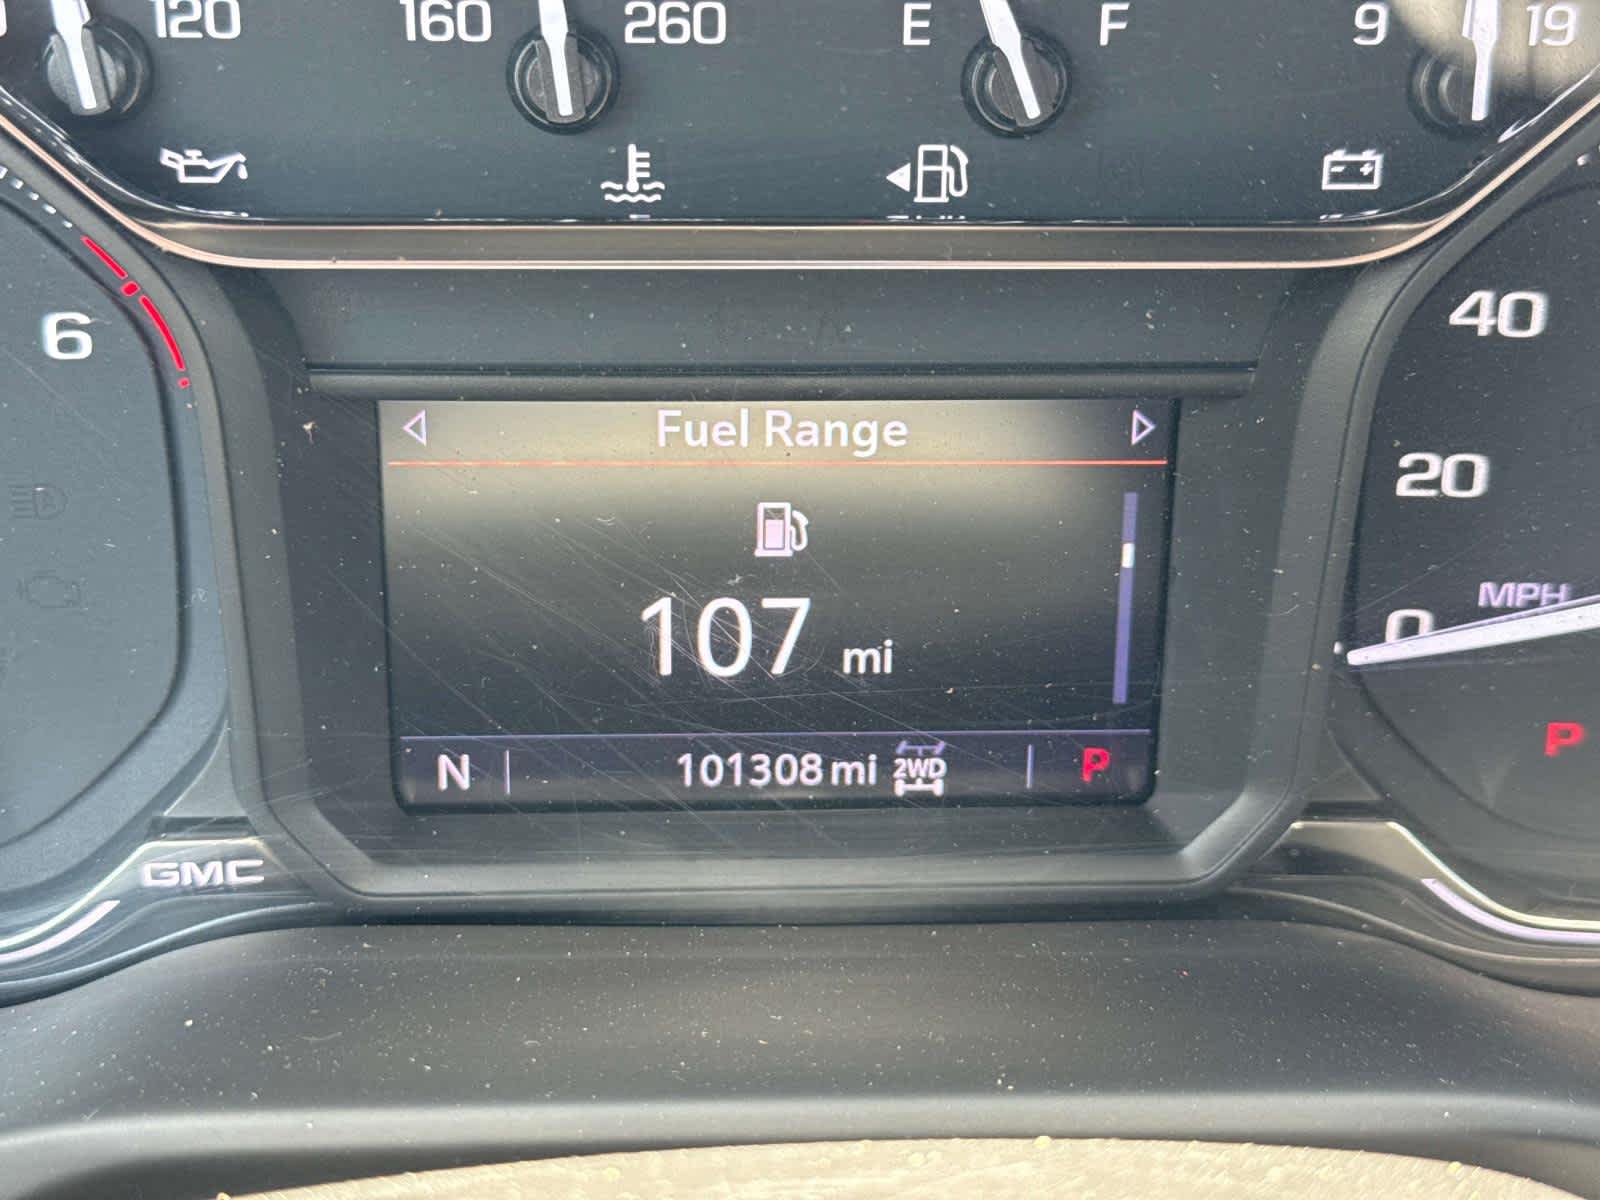 120 160 260 E F 9 19
6
40
Fuel Range
20
107 mi
MPH
0
P
N 101308 mi 2WD P
GMC